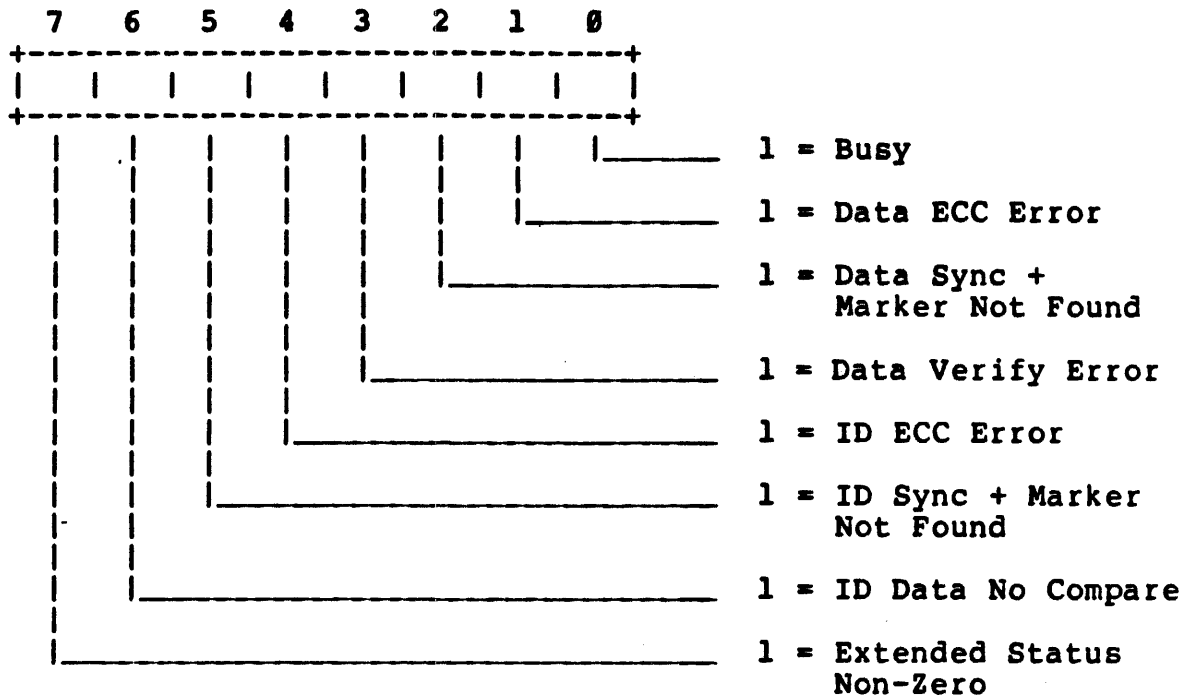 7 6 5 4 3 2 1 0
1 = Busy
1 = Data ECC Error
1 = Data Sync +
Marker Not Found
1 = Data Verify Error
1 = ID ECC Error
1 = ID Sync + Marker
Not Found
1 = ID Data No Compare
1 = Extended Status
Non-Zero